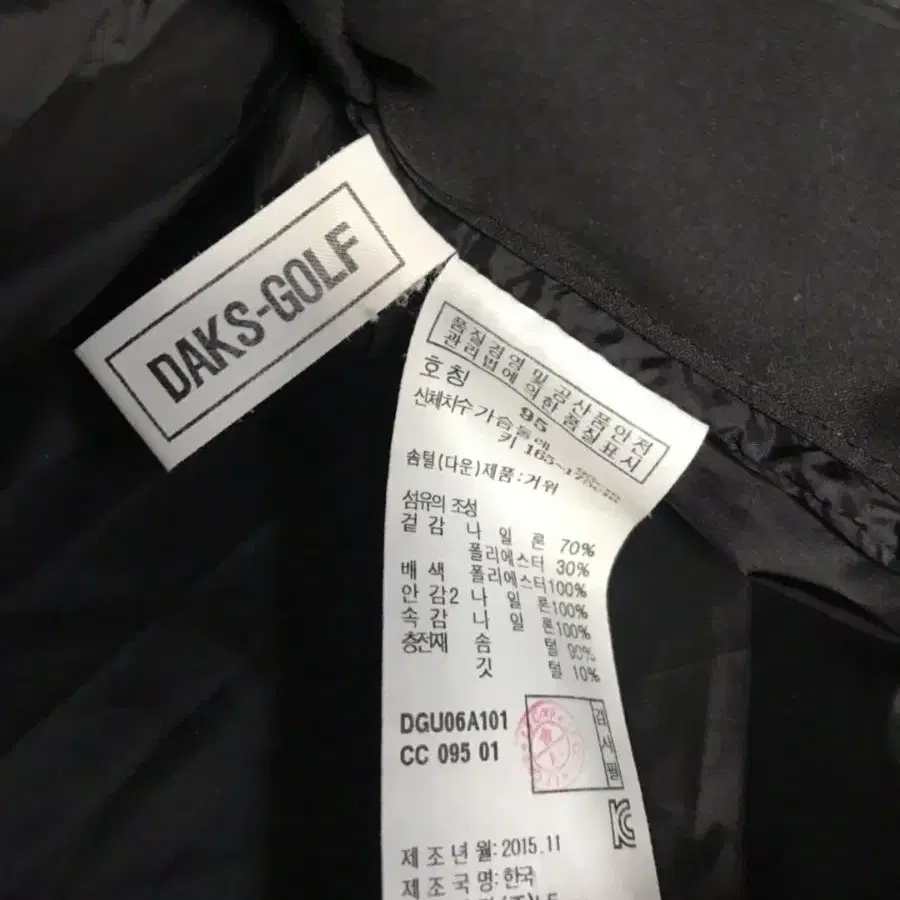 DAKS-GOLF
품질경영 및 공산품안전
관리법에 의한 품질표시
호칭 95
신체치수 가슴둘레
키 165~
솜털(다운)제품:거위
섬유의 조성
겉 감 나 일 론 70%
폴리에스터 30%
배 색 폴리에스터100%
안 감2 나 일 론100%
속 감 나 일 론100%
충전재 솜 털 90%
깃 털 10%
DGU06A101
CC 095 01
검사필
제조년월:2015.11
제조국명:한국